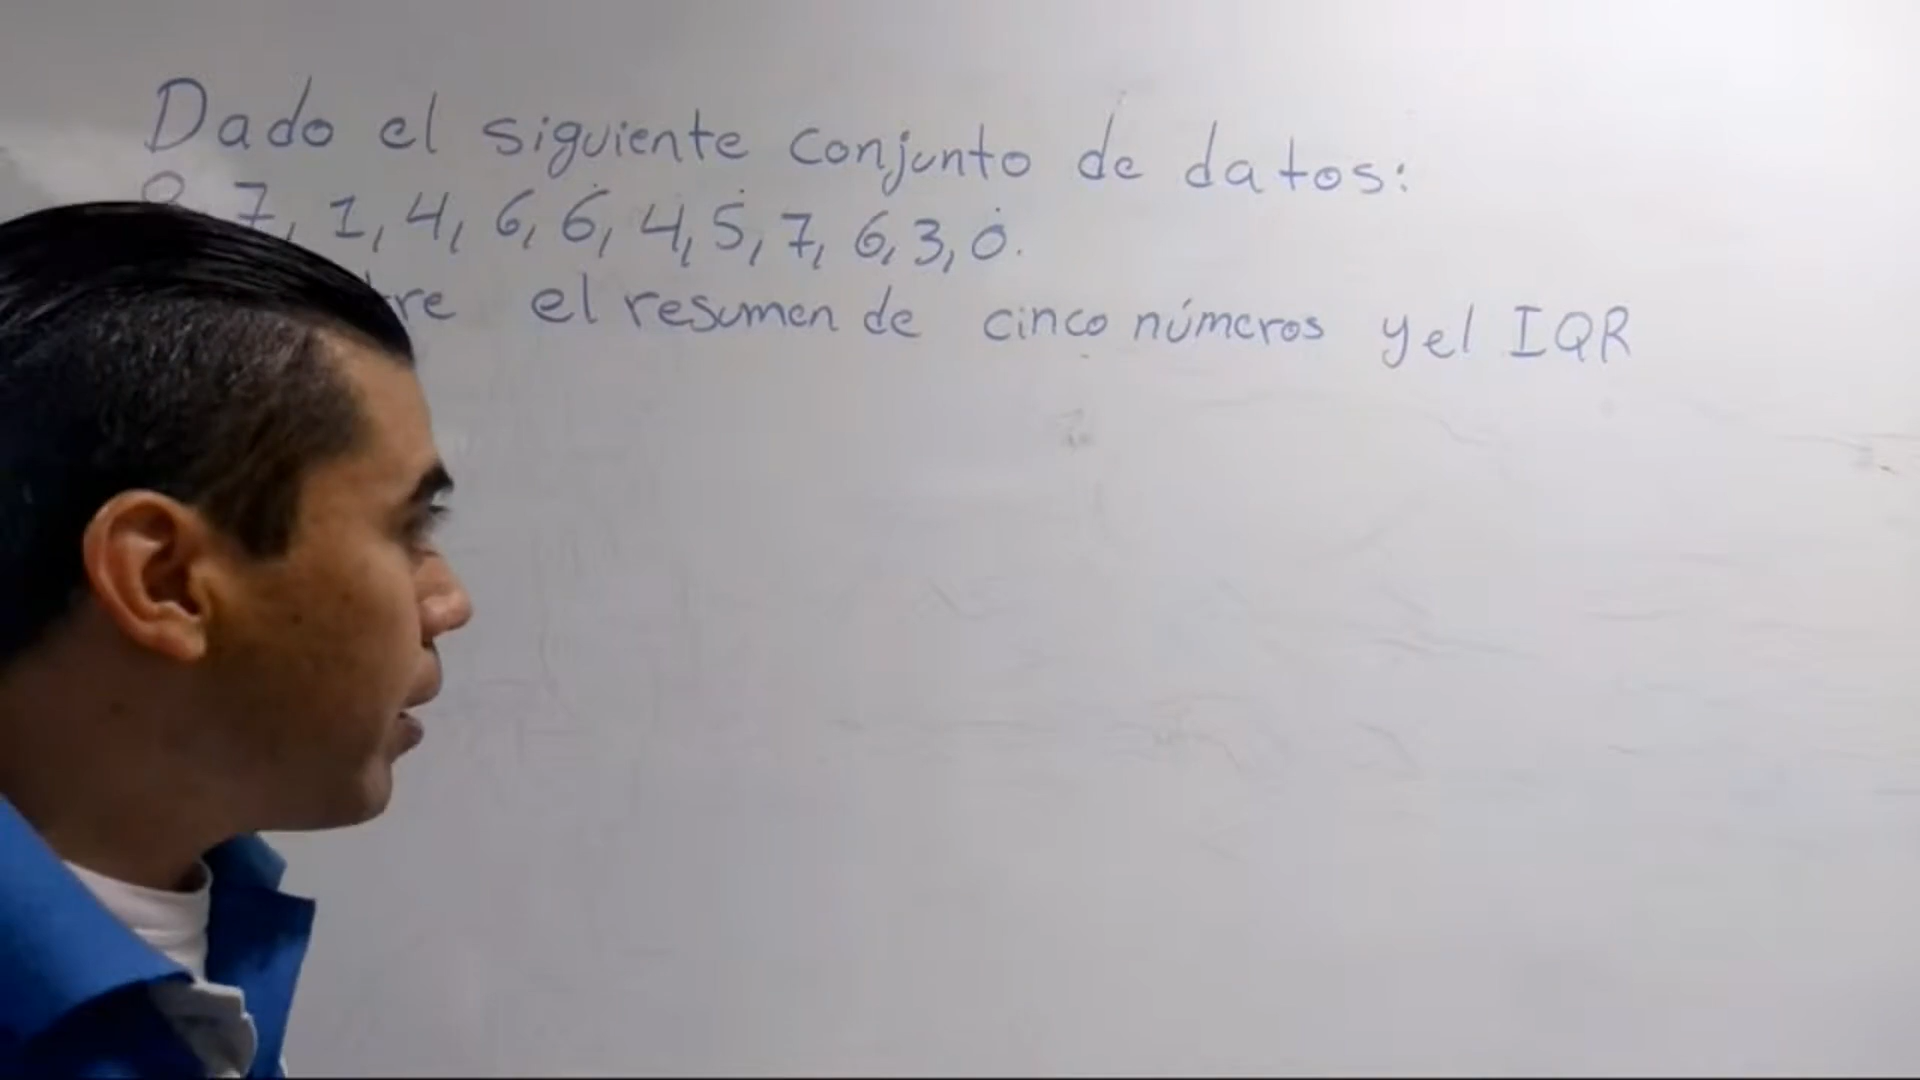 Dado el siguiente conjunto de datos:
7, 1, 4, 6, 6, 4, 5, 7, 6, 3, 0.
el resumen de cinco números y el IQR